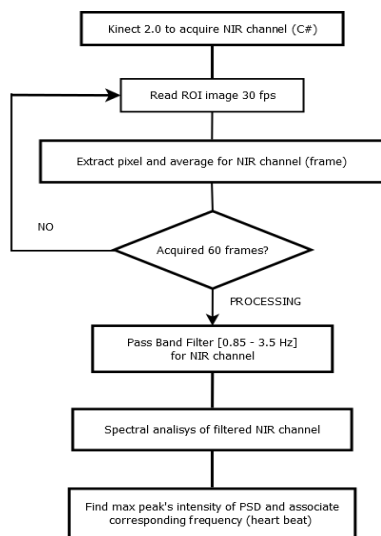 Kinect 2.0 to acquire NIR channel (C#)
Read ROI image 30 fps
Extract pixel and average for NIR channel (frame)
NO
Acquired 60 frames?
PROCESSING
Pass Band Filter [0.85 - 3.5 Hz]
for NIR channel
Spectral analisys of filtered NIR channel
Find max peak's intensity of PSD and associate
corresponding frequency (heart beat)